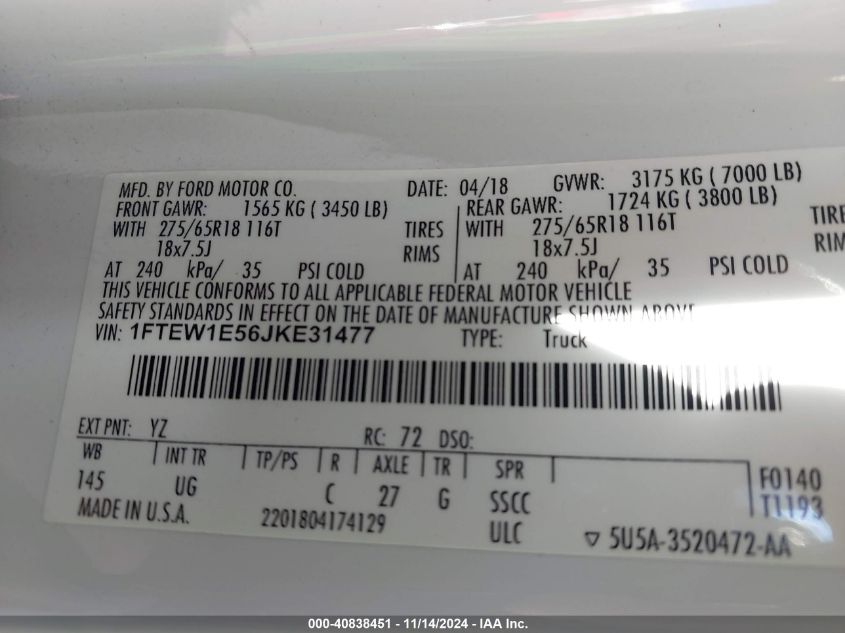 MFD. BY FORD MOTOR CO. DATE: 04/18 GVWR: 3175 KG ( 7000 LB)
FRONT GAWR: 1565 KG ( 3450 LB) REAR GAWR: 1724 KG ( 3800 LB)
WITH 275/65R18 116T TIRES WITH 275/65R18 116T TIRE
18x7.5J RIMS 18x7.5J RIM
AT 240 kPa/ 35 PSI COLD AT 240 kPa/ 35 PSI COLD
THIS VEHICLE CONFORMS TO ALL APPLICABLE FEDERAL MOTOR VEHICLE
SAFETY STANDARDS IN EFFECT ON THE DATE OF MANUFACTURE SHOWN ABOVE
VIN: 1FTEW1E56JKE31477 TYPE: Truck
EXT PNT: YZ RC: 72 DSO:
WB INT TR TP/PS R AXLE TR SPR F0140
145 UG C 27 G SSCC T1193
MADE IN U.S.A. 2201804174129 ULC ▽ 5U5A-3520472-AA
000-40838451 - 11/14/2024 - IAA Inc.